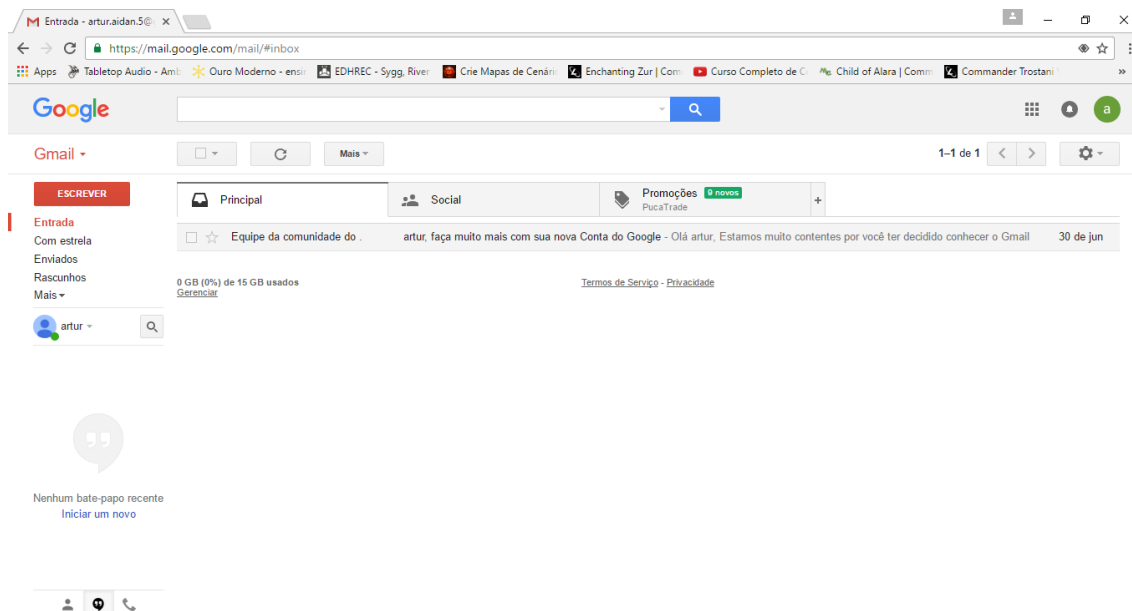 Entrada - artur.aidan.5@
https://mail.google.com/mail/#inbox
Apps Tabletop Audio - Amb Ouro Moderno - ensin EDHREC - Sygg, River Crie Mapas de Cenário Enchanting Zur | Com Curso Completo de C Child of Alara | Comm Commander Trostani
Google
Gmail
Mais
1–1 de 1
ESCREVER
Principal
Social
Promoções 9 novos
PucaTrade
Entrada
Com estrela
Enviados
Rascunhos
Mais
Equipe da comunidade do . artur, faça muito mais com sua nova Conta do Google - Olá artur, Estamos muito contentes por você ter decidido conhecer o Gmail 30 de jun
0 GB (0%) de 15 GB usados
Gerenciar
Termos de Serviço - Privacidade
artur
a
Nenhum bate-papo recente
Iniciar um novo